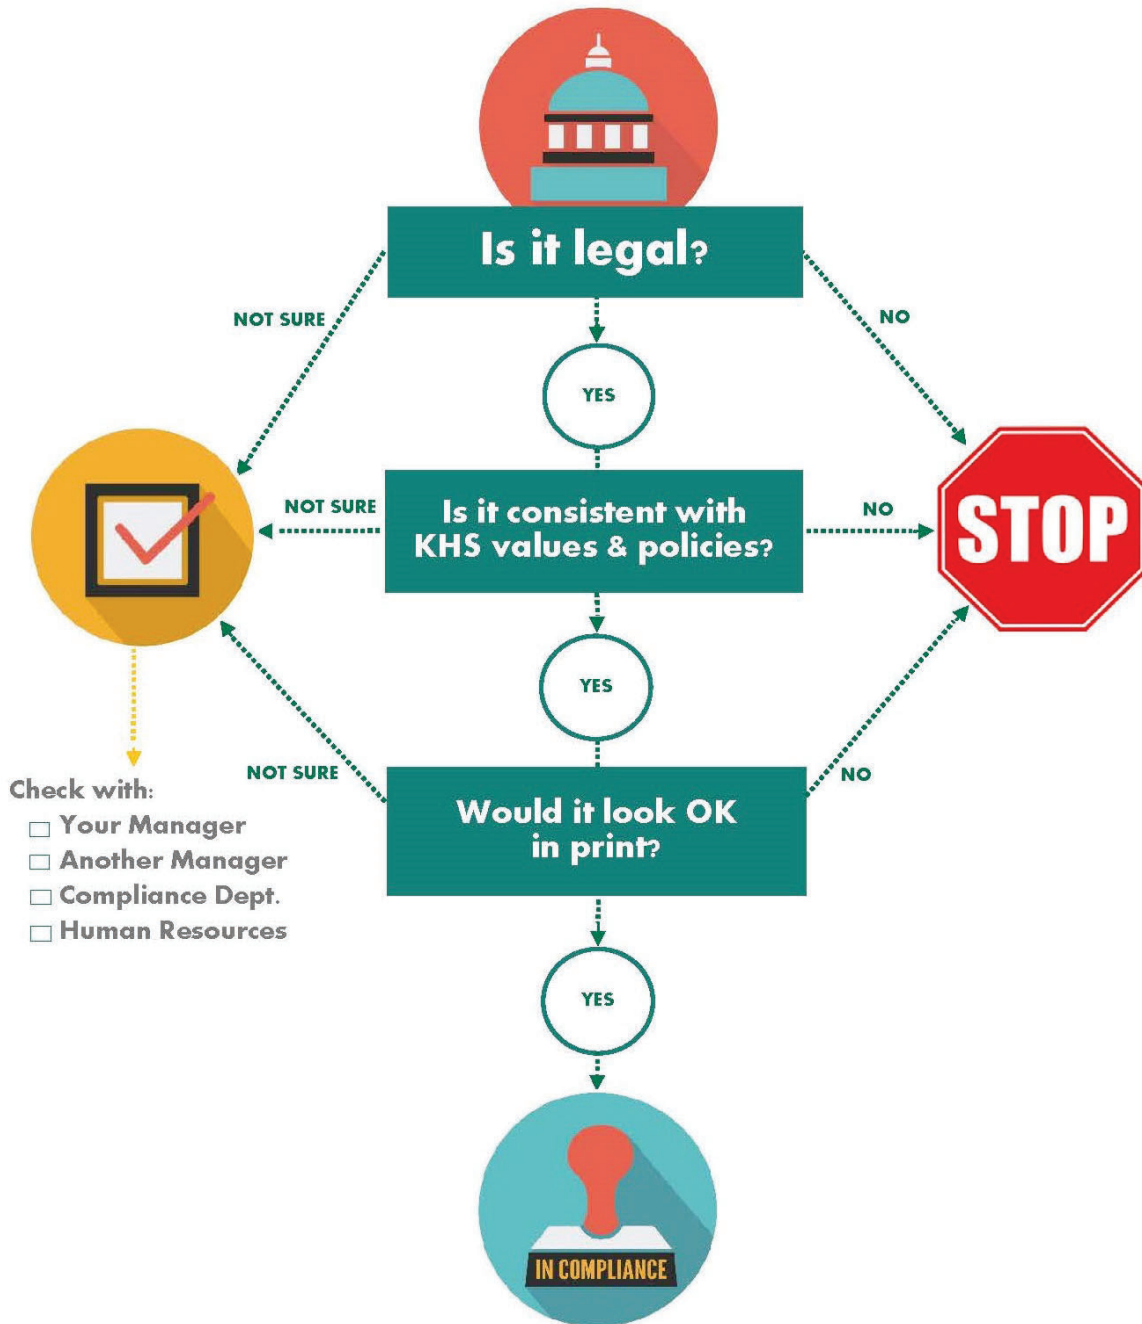 Is it legal?
NOT SURE
NO
YES
Is it consistent with
KHS values & policies?
NOT SURE
NO
STOP
YES
Would it look OK
in print?
NOT SURE
NO
Check with:
Your Manager
Another Manager
Compliance Dept.
Human Resources
YES
IN COMPLIANCE